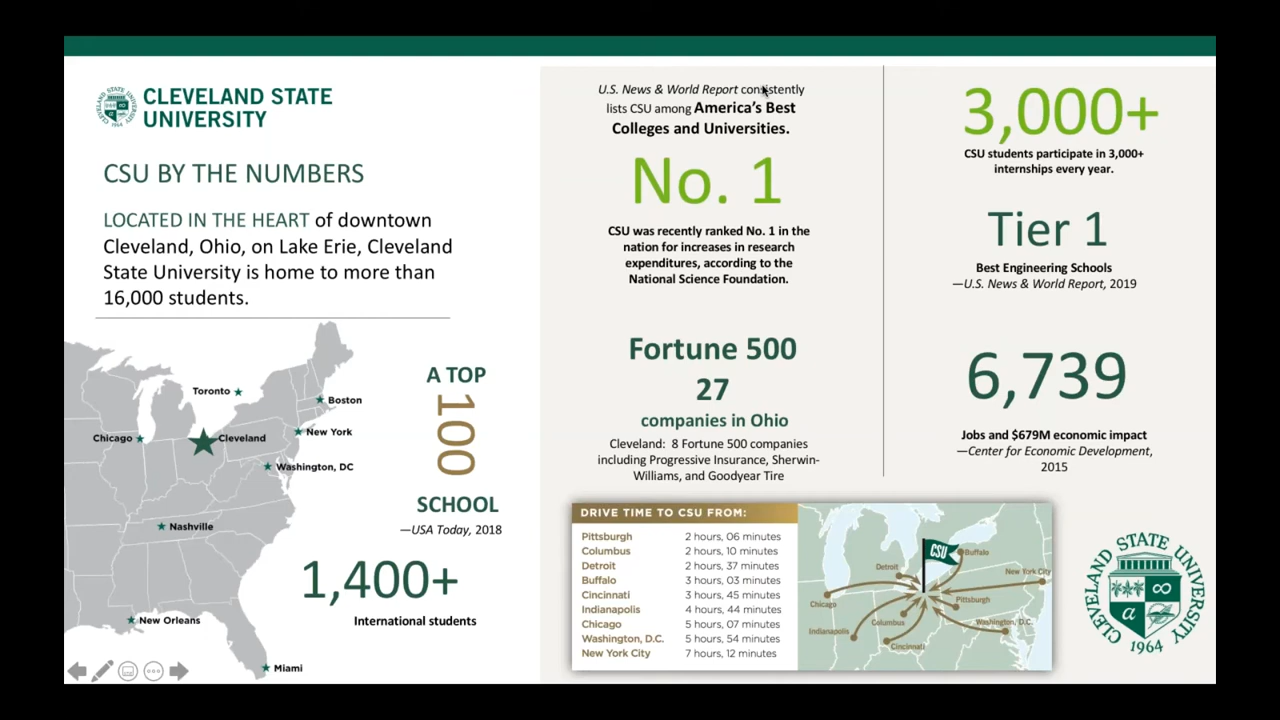 CLEVELAND STATE
UNIVERSITY
CSU BY THE NUMBERS
LOCATED IN THE HEART of downtown
Cleveland, Ohio, on Lake Erie, Cleveland
State University is home to more than
16,000 students.
Toronto
Boston
Chicago
Cleveland
New York
Washington, DC
Nashville
New Orleans
Miami
A TOP
100
SCHOOL
—USA Today, 2018
1,400+
International students
U.S. News & World Report consistently
lists CSU among America's Best
Colleges and Universities.
No. 1
CSU was recently ranked No. 1 in the
nation for increases in research
expenditures, according to the
National Science Foundation.
Fortune 500
27
companies in Ohio
Cleveland: 8 Fortune 500 companies
including Progressive Insurance, Sherwin-
Williams, and Goodyear Tire
3,000+
CSU students participate in 3,000+
internships every year.
Tier 1
Best Engineering Schools
—U.S. News & World Report, 2019
6,739
Jobs and $679M economic impact
—Center for Economic Development,
2015
DRIVE TIME TO CSU FROM:
Pittsburgh 2 hours, 06 minutes
Columbus 2 hours, 10 minutes
Detroit 2 hours, 37 minutes
Buffalo 3 hours, 03 minutes
Cincinnati 3 hours, 45 minutes
Indianapolis 4 hours, 44 minutes
Chicago 5 hours, 07 minutes
Washington, D.C. 5 hours, 54 minutes
New York City 7 hours, 12 minutes
CSU
Buffalo
Detroit
New York City
Chicago
Pittsburgh
Columbus
Washington, D.C.
Indianapolis
Cincinnati
CLEVELAND STATE UNIVERSITY
1964